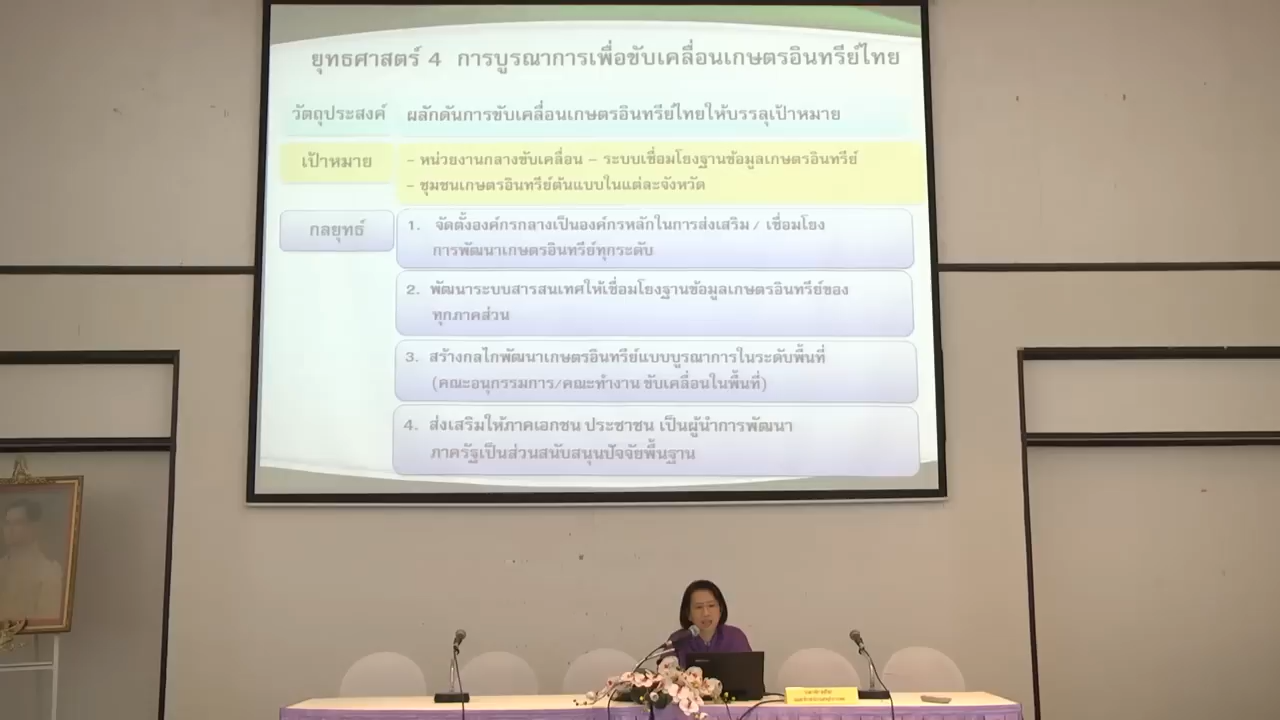 ยุทธศาสตร์ 4 การบูรณาการเพื่อขับเคลื่อนเกษตรอินทรีย์ไทย
วัตถุประสงค์ ผลักดันการขับเคลื่อนเกษตรอินทรีย์ไทยให้บรรลุเป้าหมาย
เป้าหมาย - หน่วยงานกลางขับเคลื่อน – ระบบเชื่อมโยงฐานข้อมูลเกษตรอินทรีย์
- ชุมชนเกษตรอินทรีย์ต้นแบบในแต่ละจังหวัด
กลยุทธ์ 1. จัดตั้งองค์กรกลางเป็นองค์กรหลักในการส่งเสริม / เชื่อมโยง
การพัฒนาเกษตรอินทรีย์ทุกระดับ
2. พัฒนาระบบสารสนเทศให้เชื่อมโยงฐานข้อมูลเกษตรอินทรีย์ของ
ทุกภาคส่วน
3. สร้างกลไกพัฒนาเกษตรอินทรีย์แบบบูรณาการในระดับพื้นที่
(คณะอนุกรรมการ/คณะทำงาน ขับเคลื่อนในพื้นที่)
4. ส่งเสริมให้ภาคเอกชน ประชาชน เป็นผู้นำการพัฒนา
ภาครัฐเป็นส่วนสนับสนุนปัจจัยพื้นฐาน